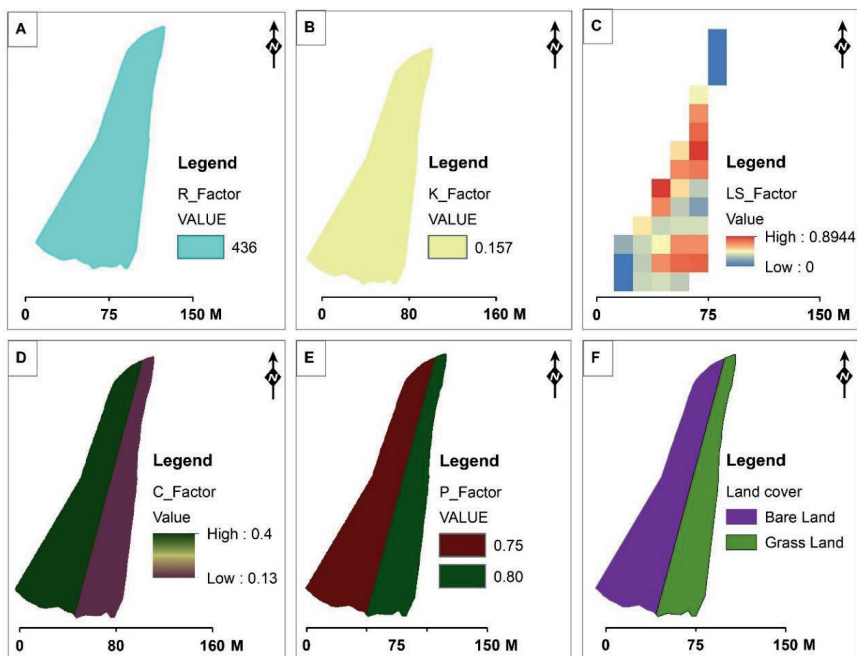 A
N
Legend
R_Factor
VALUE
436
0 75 150 M
B
N
Legend
K_Factor
VALUE
0.157
0 80 160 M
C
N
Legend
LS_Factor
Value
High : 0.8944
Low : 0
0 75 150 M
D
N
Legend
C_Factor
Value
High : 0.4
Low : 0.13
0 80 160 M
E
N
Legend
P_Factor
VALUE
0.75
0.80
0 75 150 M
F
N
Legend
Land cover
Bare Land
Grass Land
0 75 150 M